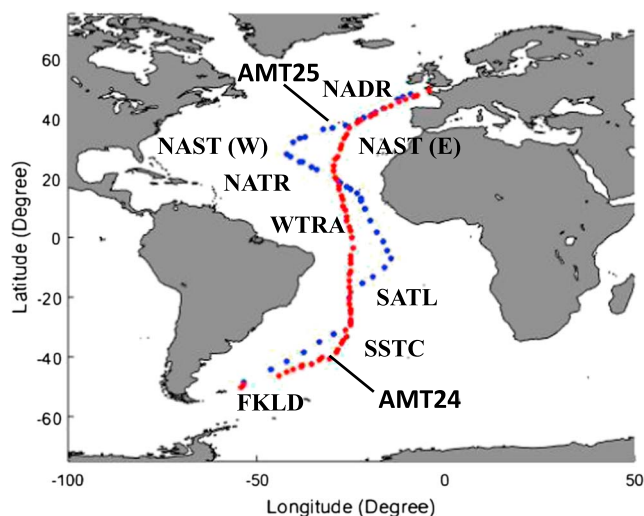 60
40
20
0
-20
-40
-60
Latitude (Degree)
AMT25
NADR
NAST (W)
NAST (E)
NATR
WTRA
SATL
SSTC
FKLD
AMT24
-100
-50
0
50
Longitude (Degree)